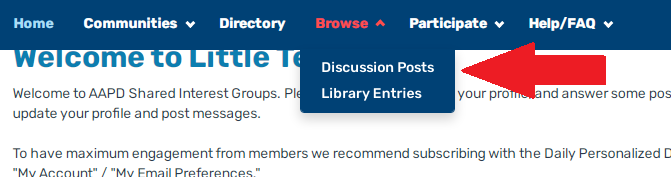 Home Communities Directory Browse Participate Help/FAQ
Welcome to Little Te
Discussion Posts
Library Entries
Welcome to AAPD Shared Interest Groups. Ple your profile, and answer some pos
update your profile and post messages.
To have maximum engagement from members we recommend subscribing with the Daily Personalized D
"My Account" / "My Email Preferences."